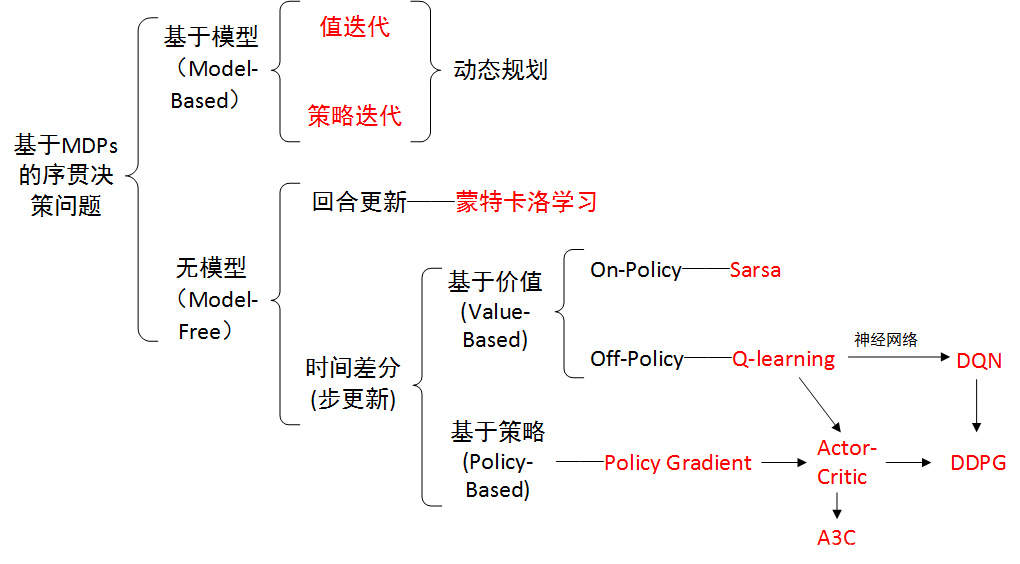 基于MDPs
的序贯决
策问题
基于模型
（Model-
Based）
值迭代
策略迭代
动态规划
无模型
（Model-
Free）
回合更新
蒙特卡洛学习
时间差分
(步更新)
基于价值
(Value-
Based)
On-Policy
Sarsa
Off-Policy
Q-learning
神经网络
DQN
基于策略
(Policy-
Based)
Policy Gradient
Actor-
Critic
DDPG
A3C